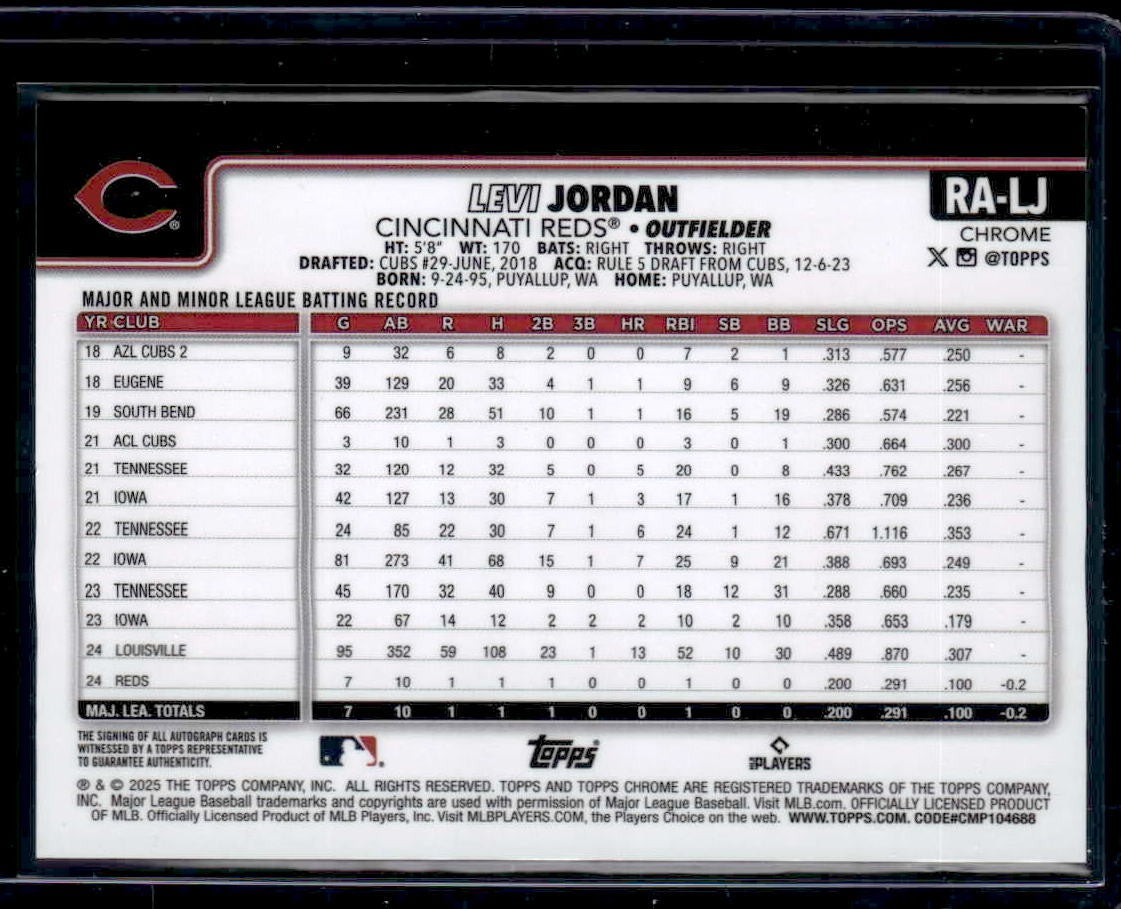 LEVI JORDAN
RA-LJ
CINCINNATI REDS® • OUTFIELDER
CHROME
HT: 5'8" WT: 170 BATS: RIGHT THROWS: RIGHT
@TOPPS
DRAFTED: CUBS #29-JUNE, 2018 ACQ: RULE 5 DRAFT FROM CUBS, 12-6-23
BORN: 9-24-95, PUYALLUP, WA HOME: PUYALLUP, WA
MAJOR AND MINOR LEAGUE BATTING RECORD
YR CLUB G AB R H 2B 3B HR RBI SB BB SLG OPS AVG WAR
18 AZL CUBS 2 9 32 6 8 2 0 0 7 2 1 .313 .577 .250 -
18 EUGENE 39 129 20 33 4 1 1 9 6 9 .326 .631 .256 -
19 SOUTH BEND 66 231 28 51 10 1 1 16 5 19 .286 .574 .221 -
21 ACL CUBS 3 10 1 3 0 0 0 3 0 1 .300 .664 .300 -
21 TENNESSEE 32 120 12 32 5 0 5 20 0 8 .433 .762 .267 -
21 IOWA 42 127 13 30 7 1 3 17 1 16 .378 .709 .236 -
22 TENNESSEE 24 85 22 30 7 1 6 24 1 12 .671 1.116 .353 -
22 IOWA 81 273 41 68 15 1 7 25 9 21 .388 .693 .249 -
23 TENNESSEE 45 170 32 40 9 0 0 18 12 31 .288 .660 .235 -
23 IOWA 22 67 14 12 2 2 2 10 2 10 .358 .653 .179 -
24 LOUISVILLE 95 352 59 108 23 1 13 52 10 30 .489 .870 .307 -
24 REDS 7 10 1 1 1 0 0 1 0 0 .200 .291 .100 -0.2
MAJ. LEA. TOTALS 7 10 1 1 1 0 0 1 0 0 .200 .291 .100 -0.2
THE SIGNING OF ALL AUTOGRAPH CARDS IS
WITNESSED BY A TOPPS REPRESENTATIVE
TO GUARANTEE AUTHENTICITY.
topps®
PLAYERS
® & © 2025 THE TOPPS COMPANY, INC. ALL RIGHTS RESERVED. TOPPS AND TOPPS CHROME ARE REGISTERED TRADEMARKS OF THE TOPPS COMPANY,
INC. Major League Baseball trademarks and copyrights are used with permission of Major League Baseball. Visit MLB.com. OFFICIALLY LICENSED PRODUCT
OF MLB. Officially Licensed Product of MLB Players, Inc. Visit MLBPLAYERS.COM, the Players Choice on the web. WWW.TOPPS.COM. CODE#CMP104688